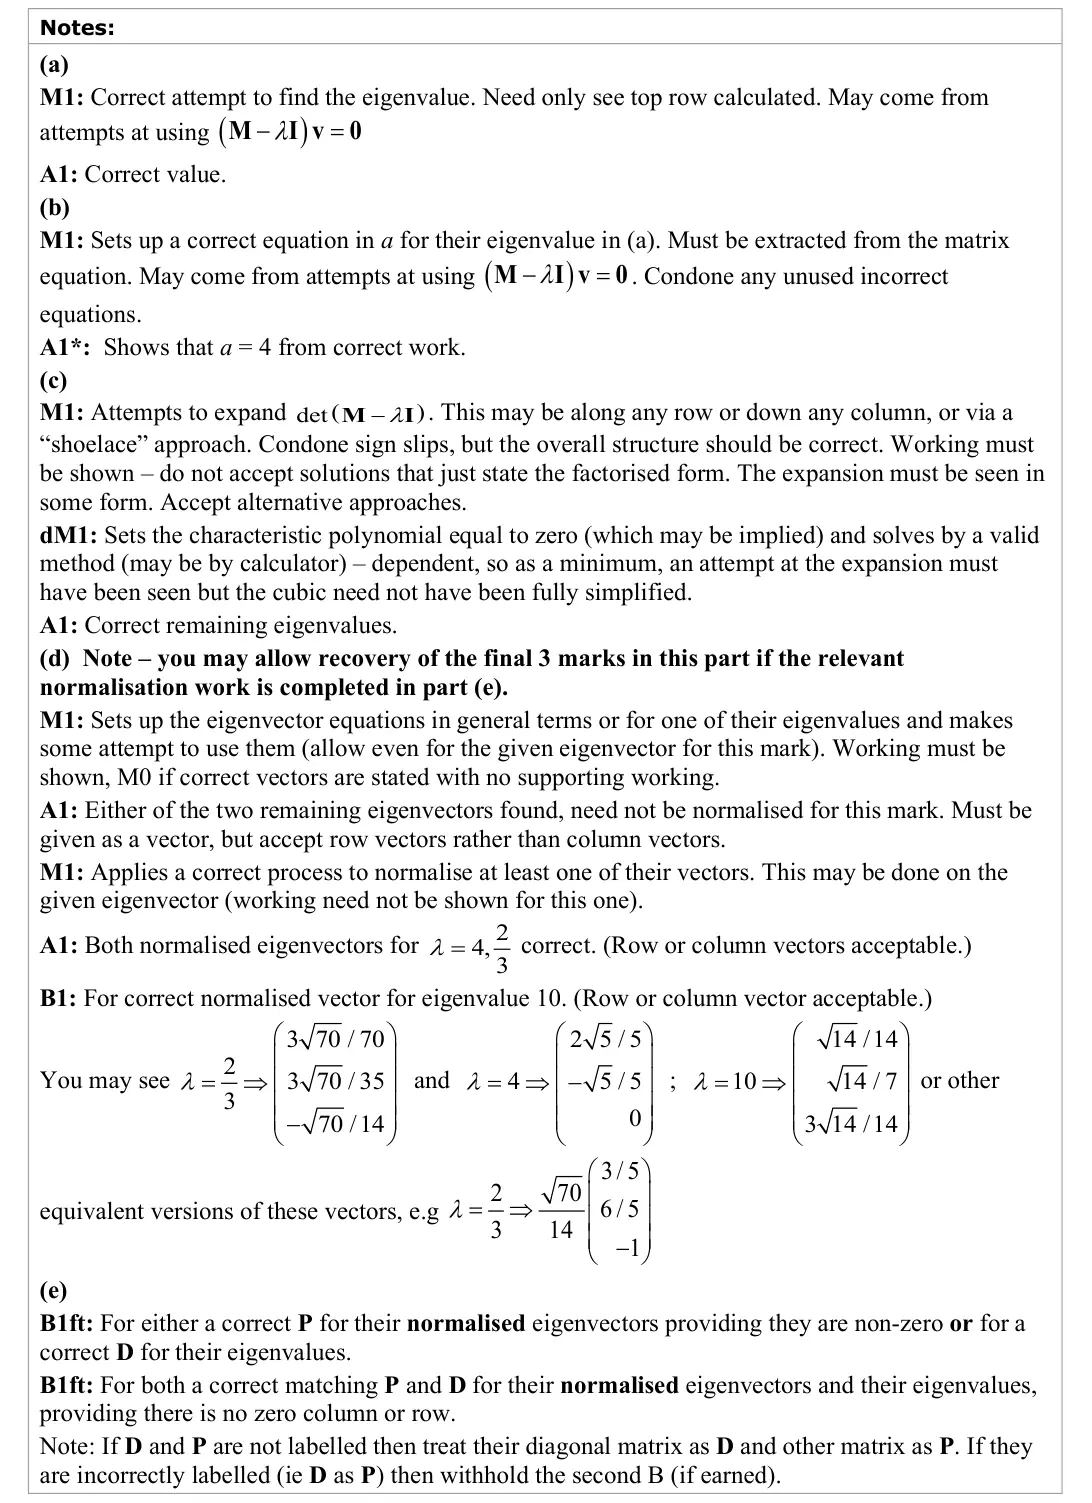 Notes:
(a)
M1: Correct attempt to find the eigenvalue. Need only see top row calculated. May come from
attempts at using (M – λI)v = 0
A1: Correct value.
(b)
M1: Sets up a correct equation in a for their eigenvalue in (a). Must be extracted from the matrix
equation. May come from attempts at using (M – λI)v = 0. Condone any unused incorrect
equations.
A1*: Shows that a = 4 from correct work.
(c)
M1: Attempts to expand det(M – λI). This may be along any row or down any column, or via a
“shoelace” approach. Condone sign slips, but the overall structure should be correct. Working must
be shown – do not accept solutions that just state the factorised form. The expansion must be seen in
some form. Accept alternative approaches.
dM1: Sets the characteristic polynomial equal to zero (which may be implied) and solves by a valid
method (may be by calculator) – dependent, so as a minimum, an attempt at the expansion must
have been seen but the cubic need not have been fully simplified.
A1: Correct remaining eigenvalues.
(d) Note – you may allow recovery of the final 3 marks in this part if the relevant
normalisation work is completed in part (e).
M1: Sets up the eigenvector equations in general terms or for one of their eigenvalues and makes
some attempt to use them (allow even for the given eigenvector for this mark). Working must be
shown, M0 if correct vectors are stated with no supporting working.
A1: Either of the two remaining eigenvectors found, need not be normalised for this mark. Must be
given as a vector, but accept row vectors rather than column vectors.
M1: Applies a correct process to normalise at least one of their vectors. This may be done on the
given eigenvector (working need not be shown for this one).
A1: Both normalised eigenvectors for λ = 4, 2/3 correct. (Row or column vectors acceptable.)
B1: For correct normalised vector for eigenvalue 10. (Row or column vector acceptable.)
You may see λ = 2/3 ⇒ (3√70 / 70, 3√70 / 35, –√70 / 14) and λ = 4 ⇒ (2√5 / 5, –√5 / 5, 0) ; λ = 10 ⇒ (√14 / 14, √14 / 7, 3√14 / 14) or other
equivalent versions of these vectors, e.g λ = 2/3 ⇒ √70/14 (3 / 5, 6 / 5, –1)
(e)
B1ft: For either a correct P for their normalised eigenvectors providing they are non-zero or for a
correct D for their eigenvalues.
B1ft: For both a correct matching P and D for their normalised eigenvectors and their eigenvalues,
providing there is no zero column or row.
Note: If D and P are not labelled then treat their diagonal matrix as D and other matrix as P. If they
are incorrectly labelled (ie D as P) then withhold the second B (if earned).